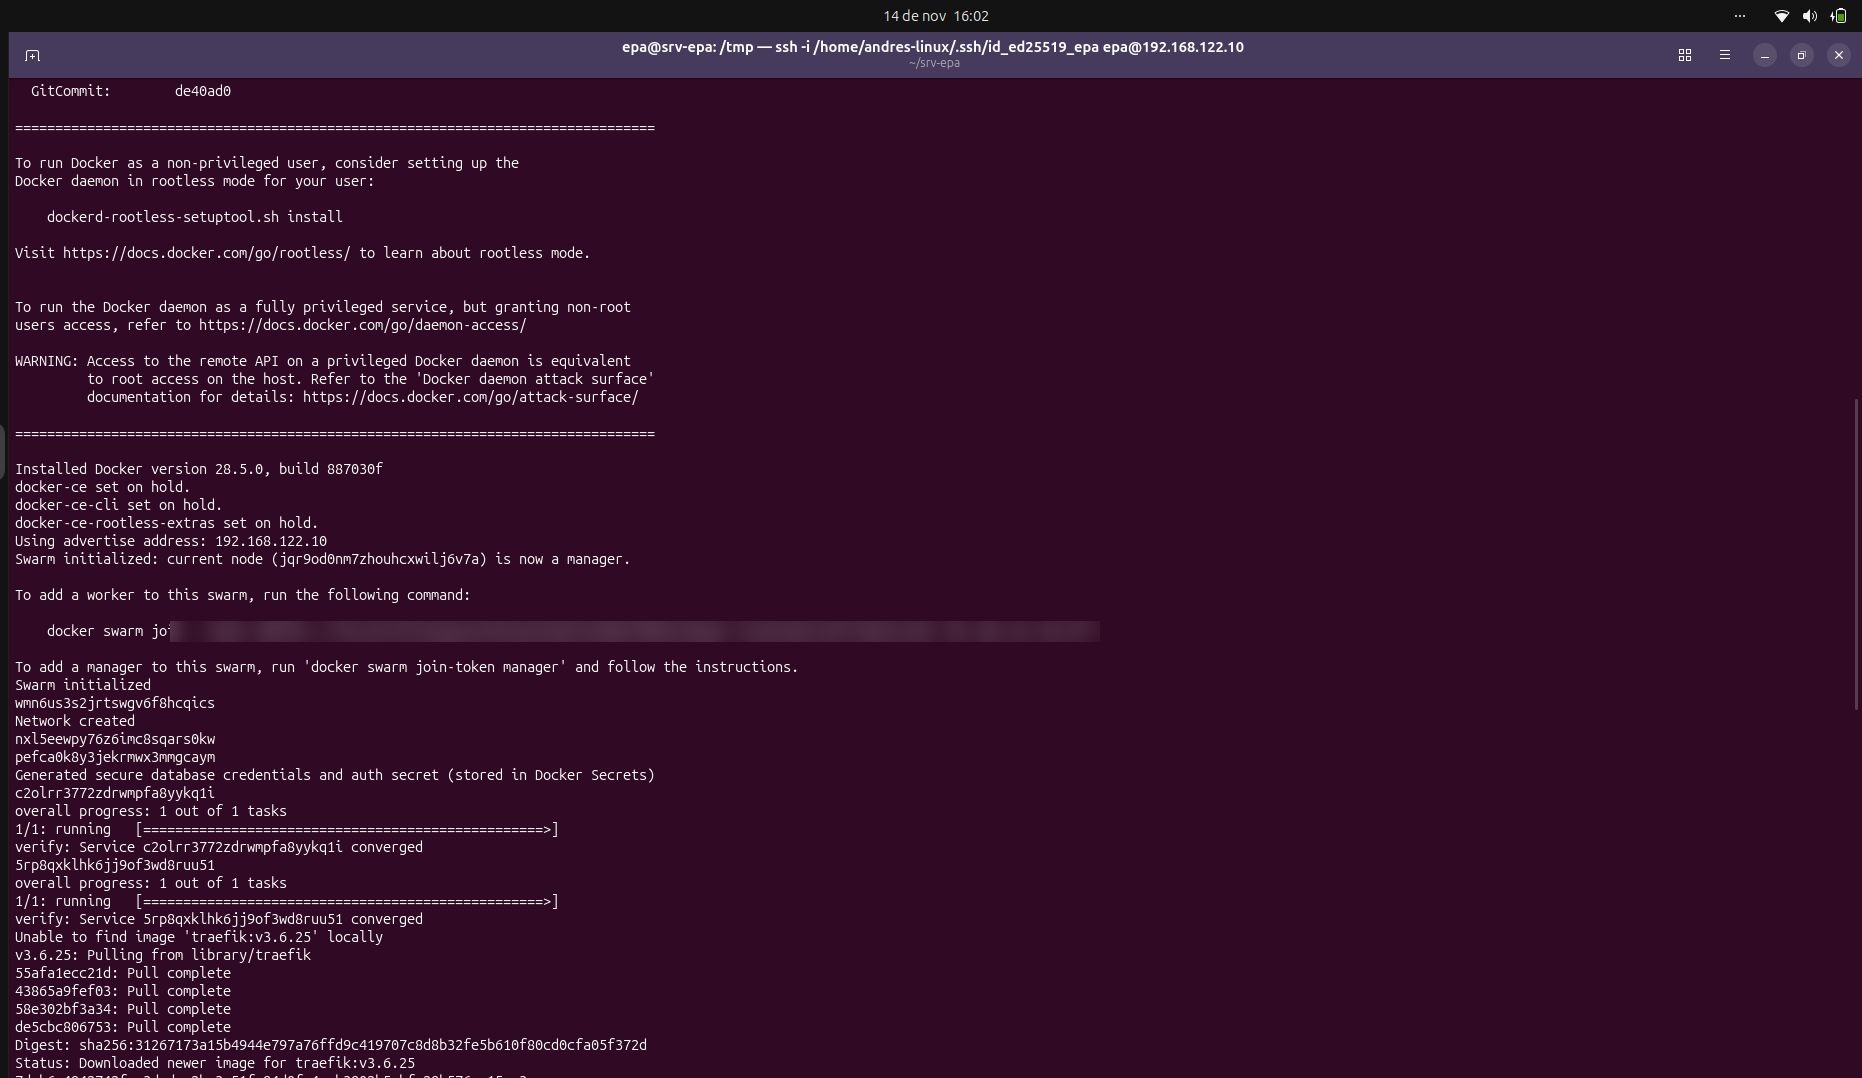 14 de nov  16:02
epa@srv-epa: /tmp — ssh -i /home/andres-linux/.ssh/id_ed25519_epa epa@192.168.122.10
~/srv-epa
GitCommit:        de40ad0
================================================================================
To run Docker as a non-privileged user, consider setting up the
Docker daemon in rootless mode for your user:
dockerd-rootless-setuptool.sh install
Visit https://docs.docker.com/go/rootless/ to learn about rootless mode.
To run the Docker daemon as a fully privileged service, but granting non-root
users access, refer to https://docs.docker.com/go/daemon-access/
WARNING: Access to the remote API on a privileged Docker daemon is equivalent
to root access on the host. Refer to the 'Docker daemon attack surface'
documentation for details: https://docs.docker.com/go/attack-surface/
================================================================================
Installed Docker version 28.5.0, build 887030f
docker-ce set on hold.
docker-ce-cli set on hold.
docker-ce-rootless-extras set on hold.
Using advertise address: 192.168.122.10
Swarm initialized: current node (jqr9od0nm7zhouhcxwilj6v7a) is now a manager.
To add a worker to this swarm, run the following command:
docker swarm
To add a manager to this swarm, run 'docker swarm join-token manager' and follow the instructions.
Swarm initialized
wmn6us3s2jrtswgv6f8hcqics
Network created
nxl5eewpy76z6imc8sqars0kw
pefca0k8y3jekrmwx3mmgcaym
Generated secure database credentials and auth secret (stored in Docker Secrets)
c2olrr3772zdrwmpfa8yykq1i
overall progress: 1 out of 1 tasks
1/1: running   [==================================================>]
verify: Service c2olrr3772zdrwmpfa8yykq1i converged
5rp8qxklhk6jj9of3wd8ruu51
overall progress: 1 out of 1 tasks
1/1: running   [==================================================>]
verify: Service 5rp8qxklhk6jj9of3wd8ruu51 converged
Unable to find image 'traefik:v3.6.25' locally
v3.6.25: Pulling from library/traefik
55afa1ecc21d: Pull complete
43865a9fef03: Pull complete
58e302bf3a34: Pull complete
de5cbc806753: Pull complete
Digest: sha256:31267173a15b4944e797a76ffd9c419707c8d8b32fe5b610f80cd0cfa05f372d
Status: Downloaded newer image for traefik:v3.6.25